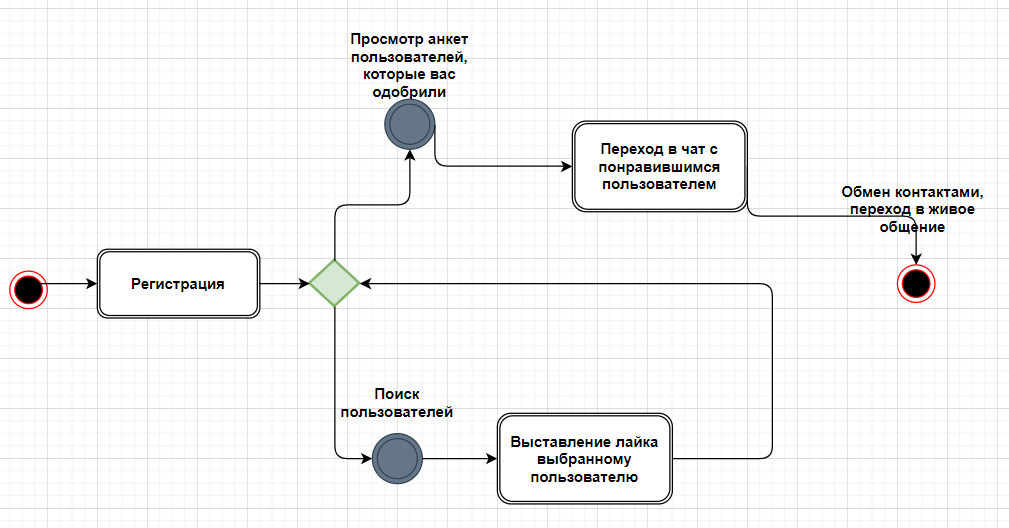 Просмотр анкет
пользователей,
которые вас
одобрили
Переход в чат с
понравившимся
пользователем
Обмен контактами,
переход в живое
общение
Регистрация
Поиск
пользователей
Выставление лайка
выбранному
пользователю